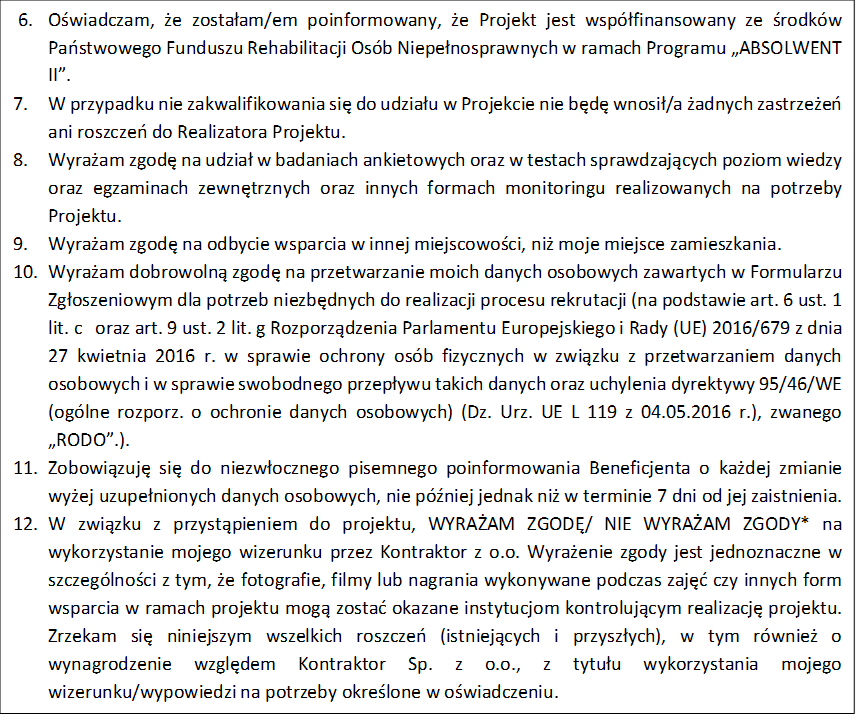 6. Oświadczam, że zostałam/em poinformowany, że Projekt jest współfinansowany ze środków
Państwowego Funduszu Rehabilitacji Osób Niepełnosprawnych w ramach Programu „ABSOLWENT
II”.
7. W przypadku nie zakwalifikowania się do udziału w Projekcie nie będę wnosił/a żadnych zastrzeżeń
ani roszczeń do Realizatora Projektu.
8. Wyrażam zgodę na udział w badaniach ankietowych oraz w testach sprawdzających poziom wiedzy
oraz egzaminach zewnętrznych oraz innych formach monitoringu realizowanych na potrzeby
Projektu.
9. Wyrażam zgodę na odbycie wsparcia w innej miejscowości, niż moje miejsce zamieszkania.
10. Wyrażam dobrowolną zgodę na przetwarzanie moich danych osobowych zawartych w Formularzu
Zgłoszeniowym dla potrzeb niezbędnych do realizacji procesu rekrutacji (na podstawie art. 6 ust. 1
lit. c oraz art. 9 ust. 2 lit. g Rozporządzenia Parlamentu Europejskiego i Rady (UE) 2016/679 z dnia
27 kwietnia 2016 r. w sprawie ochrony osób fizycznych w związku z przetwarzaniem danych
osobowych i w sprawie swobodnego przepływu takich danych oraz uchylenia dyrektywy 95/46/WE
(ogólne rozporz. o ochronie danych osobowych) (Dz. Urz. UE L 119 z 04.05.2016 r.), zwanego
„RODO”.).
11. Zobowiązuję się do niezwłocznego pisemnego poinformowania Beneficjenta o każdej zmianie
wyżej uzupełnionych danych osobowych, nie później jednak niż w terminie 7 dni od jej zaistnienia.
12. W związku z przystąpieniem do projektu, WYRAŻAM ZGODĘ/ NIE WYRAŻAM ZGODY* na
wykorzystanie mojego wizerunku przez Kontraktor z o.o. Wyrażenie zgody jest jednoznaczne w
szczególności z tym, że fotografie, filmy lub nagrania wykonywane podczas zajęć czy innych form
wsparcia w ramach projektu mogą zostać okazane instytucjom kontrolującym realizację projektu.
Zrzekam się niniejszym wszelkich roszczeń (istniejących i przyszłych), w tym również o
wynagrodzenie względem Kontraktor Sp. z o.o., z tytułu wykorzystania mojego
wizerunku/wypowiedzi na potrzeby określone w oświadczeniu.